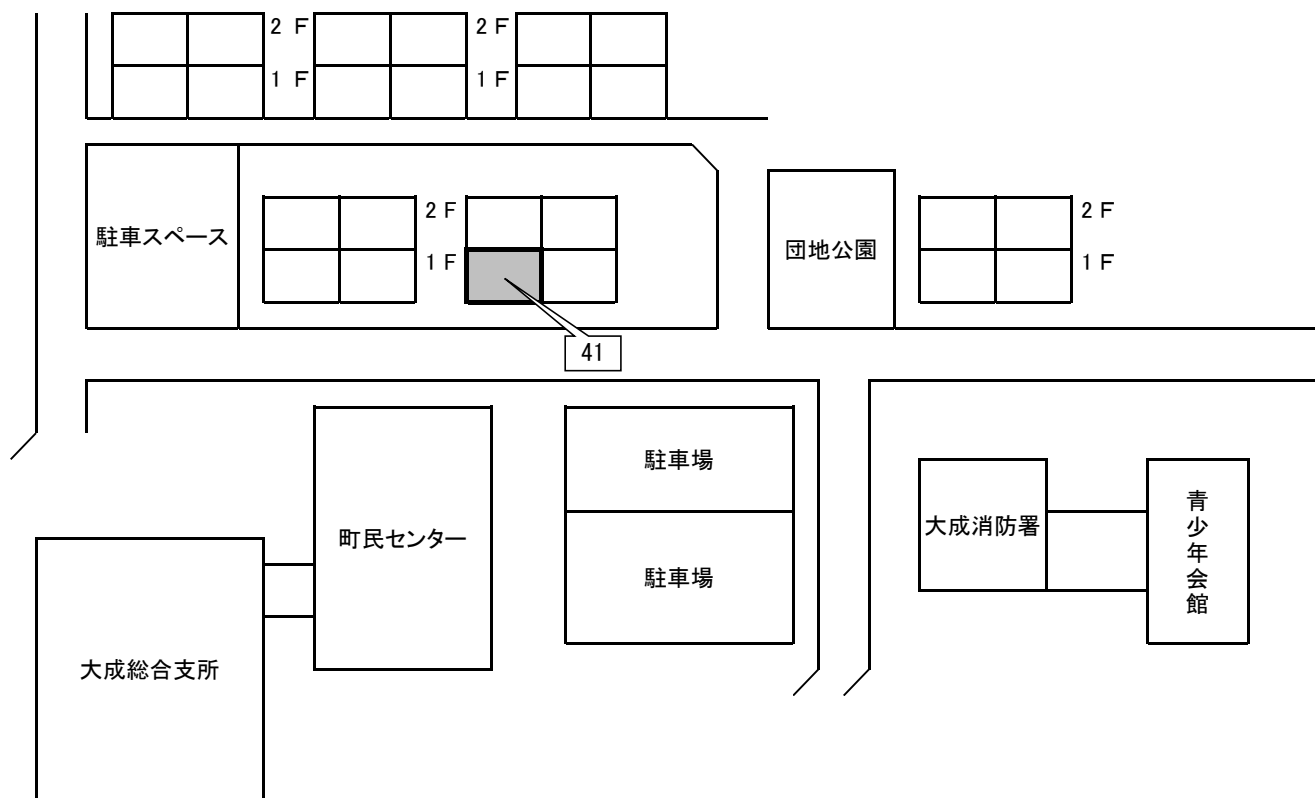 2 F
2 F
1 F
1 F
駐車スペース
2 F
1 F
団地公園
2 F
1 F
41
町民センター
駐車場
駐車場
大成消防署
青少年会館
大成総合支所